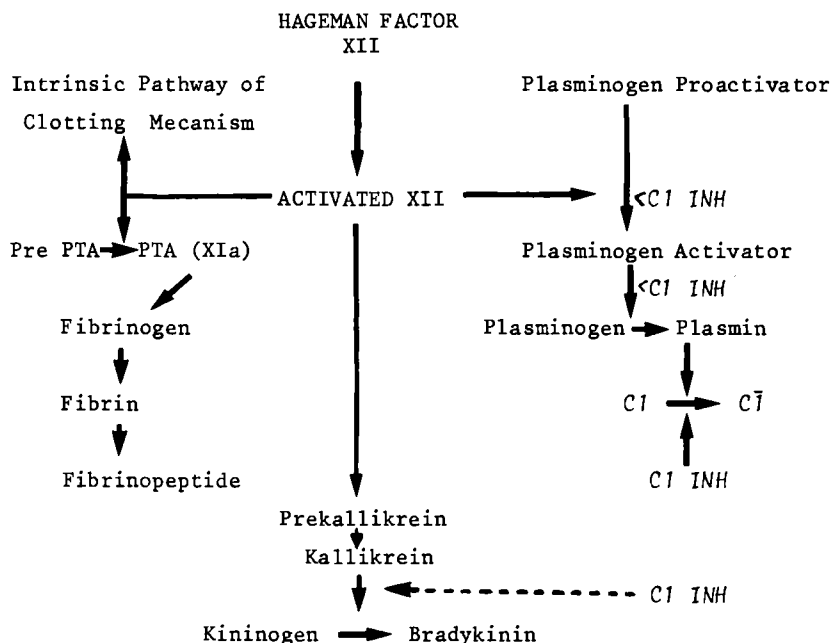 HAGEMAN FACTOR
XII
Intrinsic Pathway of
Clotting Mecanism
Plasminogen Proactivator
ACTIVATED XII
<C1 INH
Pre PTA PTA (XIa)
Plasminogen Activator
<C1 INH
Fibrinogen
Plasminogen Plasmin
Fibrin
C1 C1̄
Fibrinopeptide
C1 INH
Prekallikrein
Kallikrein
C1 INH
Kininogen Bradykinin